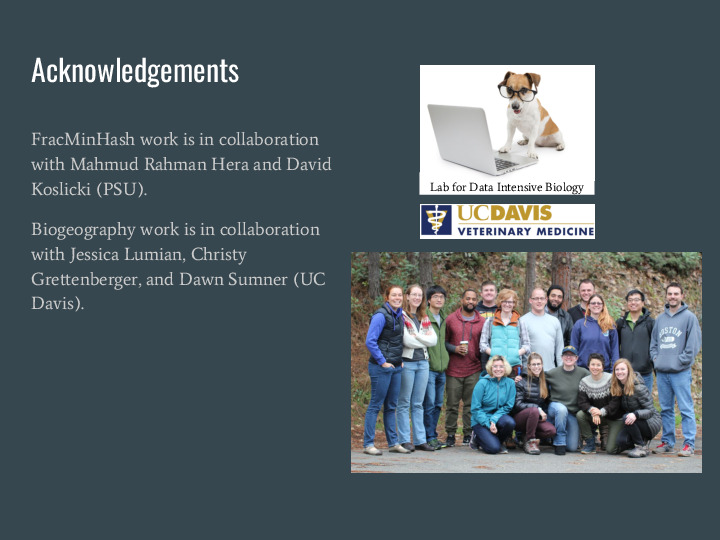 Acknowledgements
FracMinHash work is in collaboration
with Mahmud Rahman Hera and David
Koslicki (PSU).
Biogeography work is in collaboration
with Jessica Lumian, Christy
Grettenberger, and Dawn Sumner (UC
Davis).
Lab for Data Intensive Biology
UCDAVIS
VETERINARY MEDICINE
BOSTON